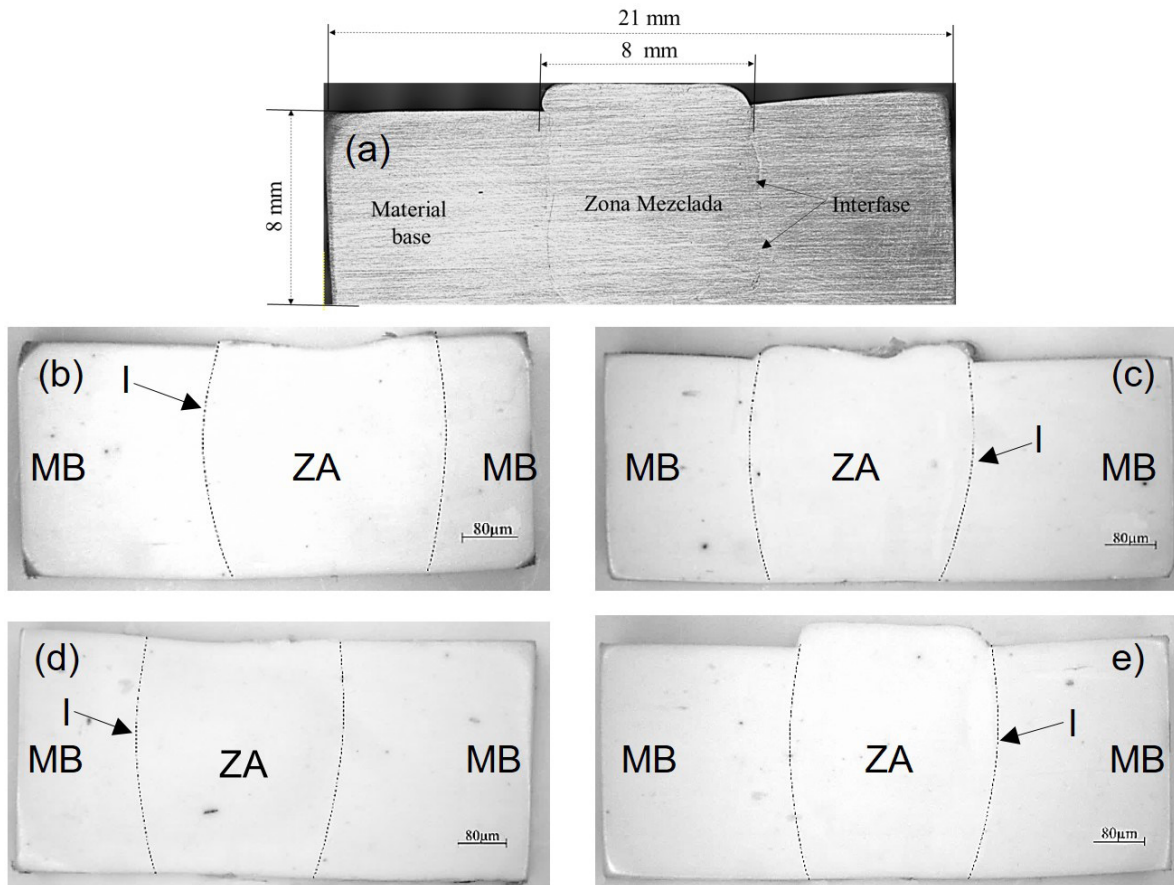 21 mm
8 mm
(a)
8 mm
Material
base
Zona Mezclada
Interfase
(b)
I
MB
ZA
MB
80µm
(c)
I
MB
ZA
MB
80µm
(d)
I
MB
ZA
MB
80µm
e)
I
MB
ZA
MB
80µm